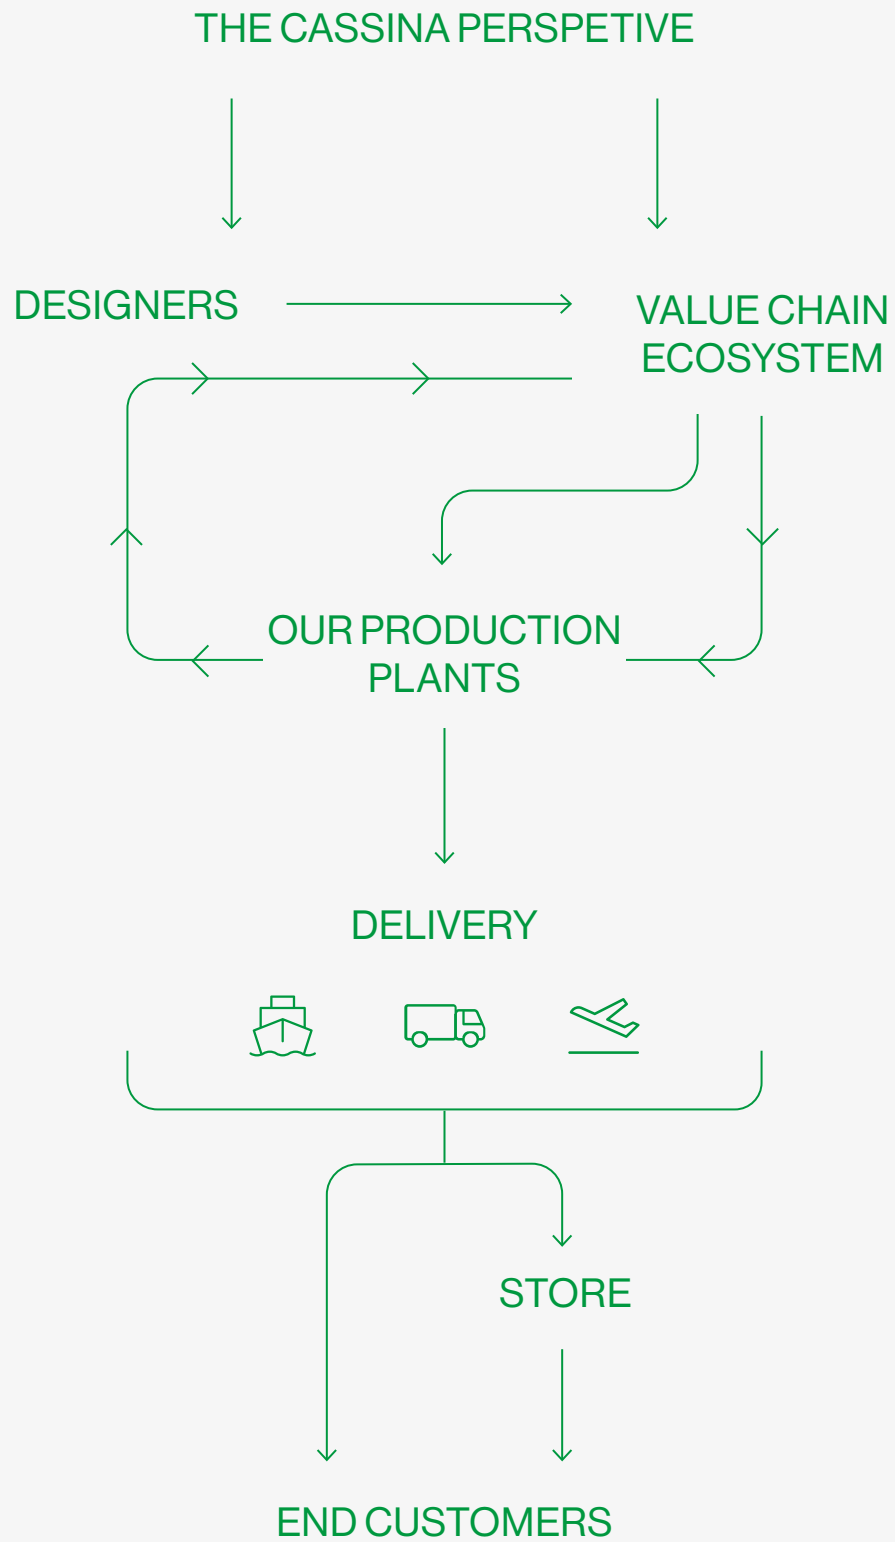 THE CASSINA PERSPETIVE
DESIGNERS
VALUE CHAIN
ECOSYSTEM
OUR PRODUCTION
PLANTS
DELIVERY
STORE
END CUSTOMERS